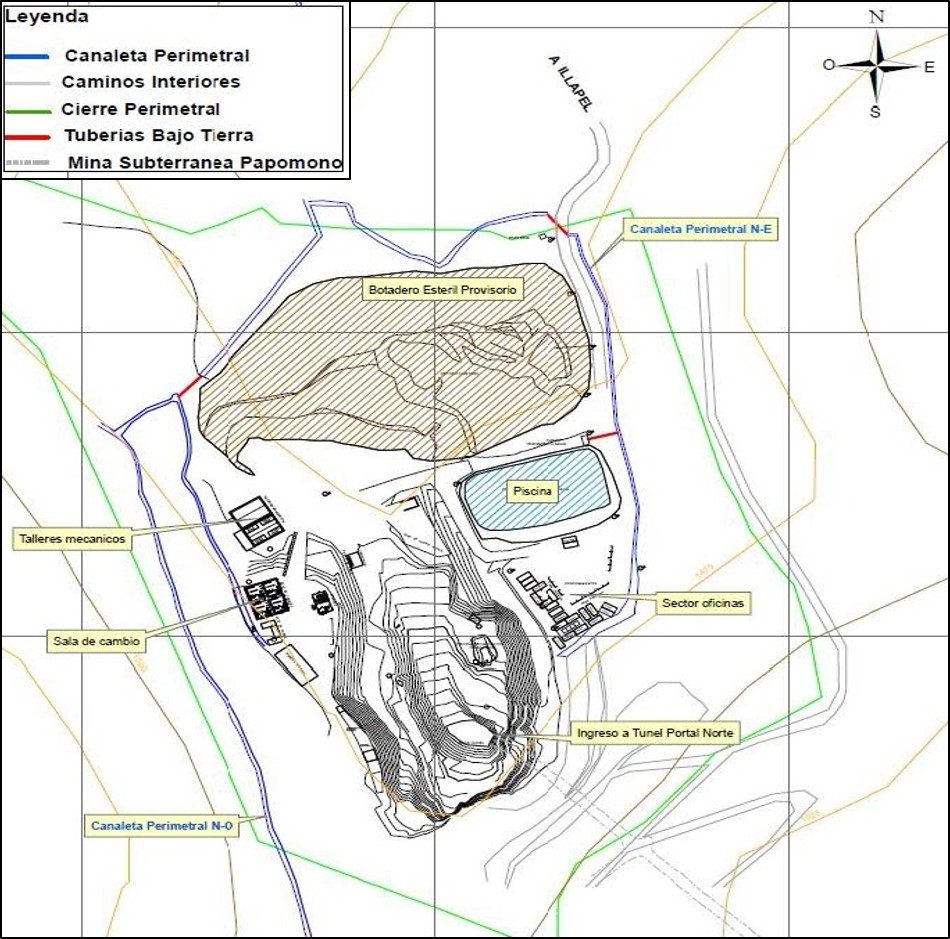 Leyenda
Canaleta Perimetral
Caminos Interiores
Cierre Perimetral
Tuberias Bajo Tierra
Mina Subterranea Papomono
N
O
E
S
A ILLAPEL
Canaleta Perimetral N-E
Botadero Esteril Provisorio
Piscina
Talleres mecanicos
1475
Sector oficinas
Sala de cambio
Ingreso a Tunel Portal Norte
Canaleta Perimetral N-O